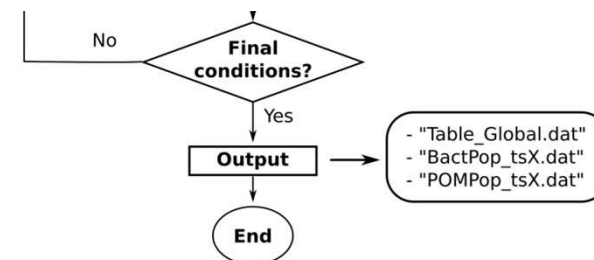 No
Final
conditions?
Yes
Output
- "Table_Global.dat"
- "BactPop_tsX.dat"
- "POMPop_tsX.dat"
End